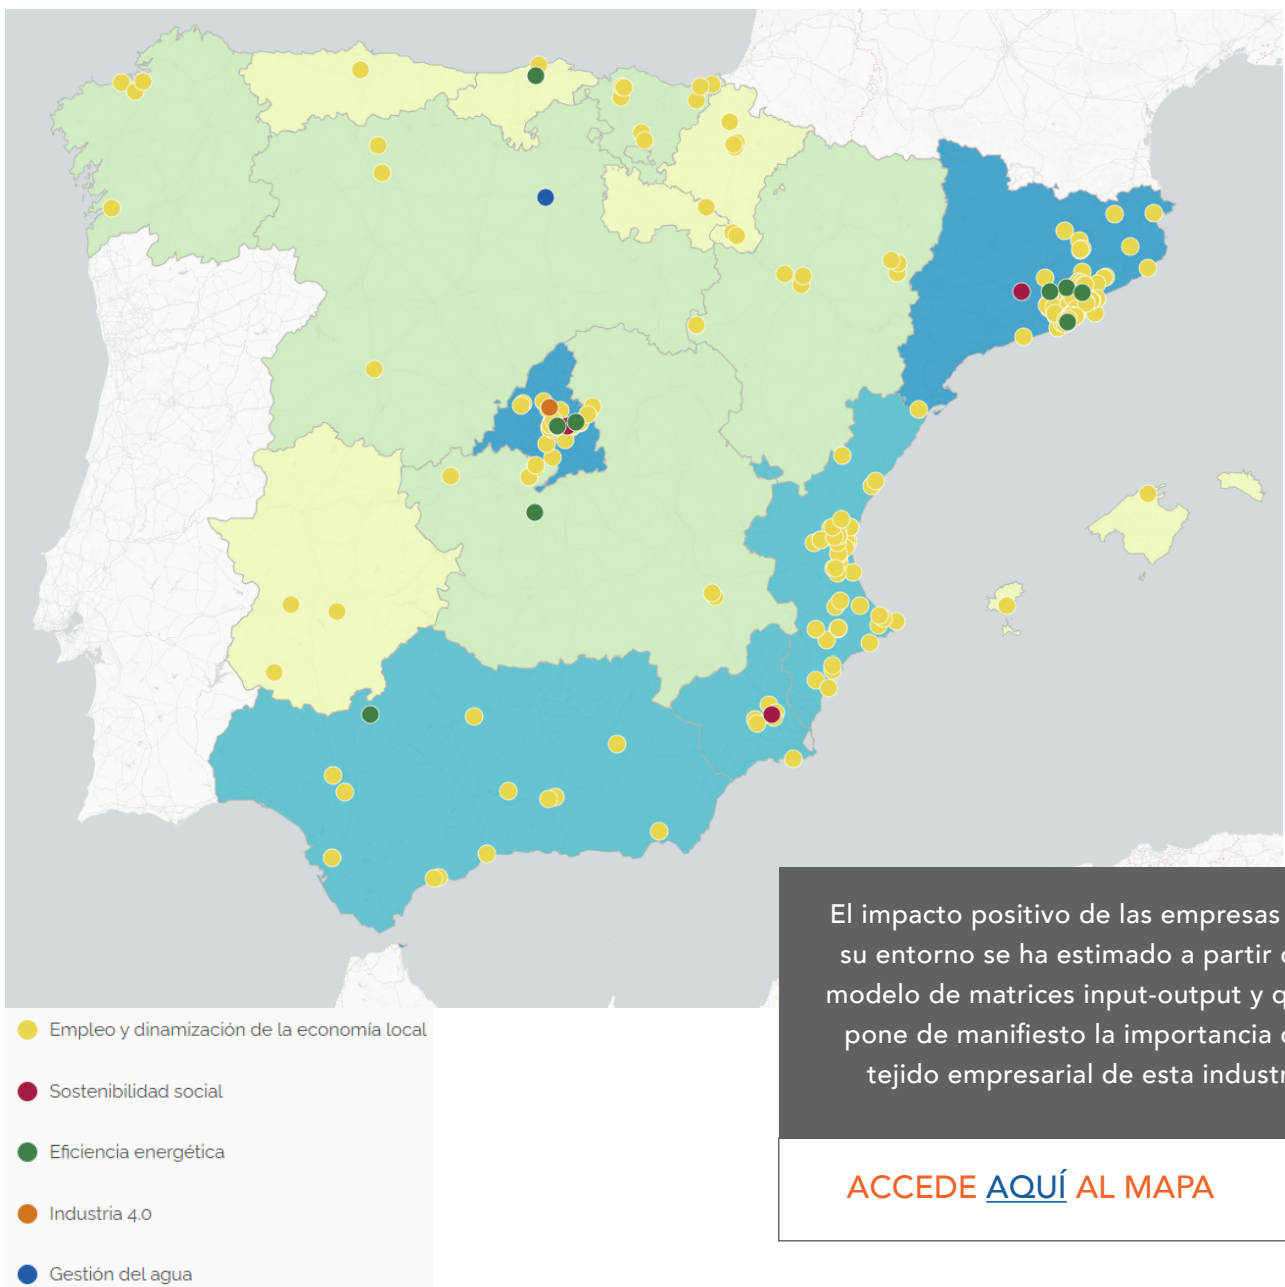 El impacto positivo de las empresas
su entorno se ha estimado a partir
modelo de matrices input-output y
pone de manifiesto la importancia
tejido empresarial de esta
Empleo y dinamización de la economía local
Sostenibilidad social
Eficiencia energética
Industria 4.0
Gestión del agua
ACCEDE AQUÍ AL MAPA